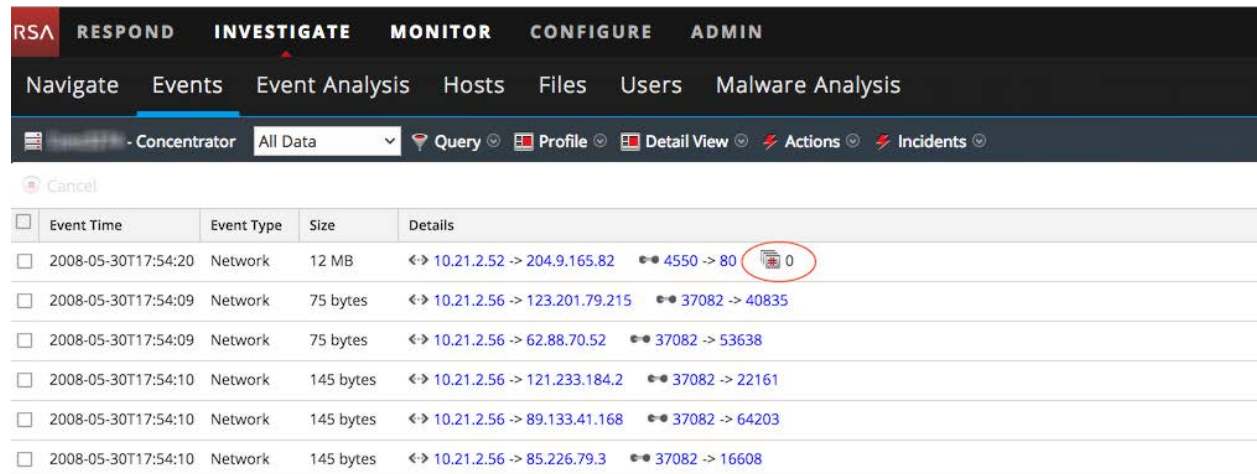 RSA RESPOND INVESTIGATE MONITOR CONFIGURE ADMIN
Navigate Events Event Analysis Hosts Files Users Malware Analysis
- Concentrator All Data Query Profile Detail View Actions Incidents
Cancel
Event Time Event Type Size Details
2008-05-30T17:54:20 Network 12 MB 10.21.2.52 -> 204.9.165.82 4550 -> 80 0
2008-05-30T17:54:09 Network 75 bytes 10.21.2.56 -> 123.201.79.215 37082 -> 40835
2008-05-30T17:54:09 Network 75 bytes 10.21.2.56 -> 62.88.70.52 37082 -> 53638
2008-05-30T17:54:10 Network 145 bytes 10.21.2.56 -> 121.233.184.2 37082 -> 22161
2008-05-30T17:54:10 Network 145 bytes 10.21.2.56 -> 89.133.41.168 37082 -> 64203
2008-05-30T17:54:10 Network 145 bytes 10.21.2.56 -> 85.226.79.3 37082 -> 16608